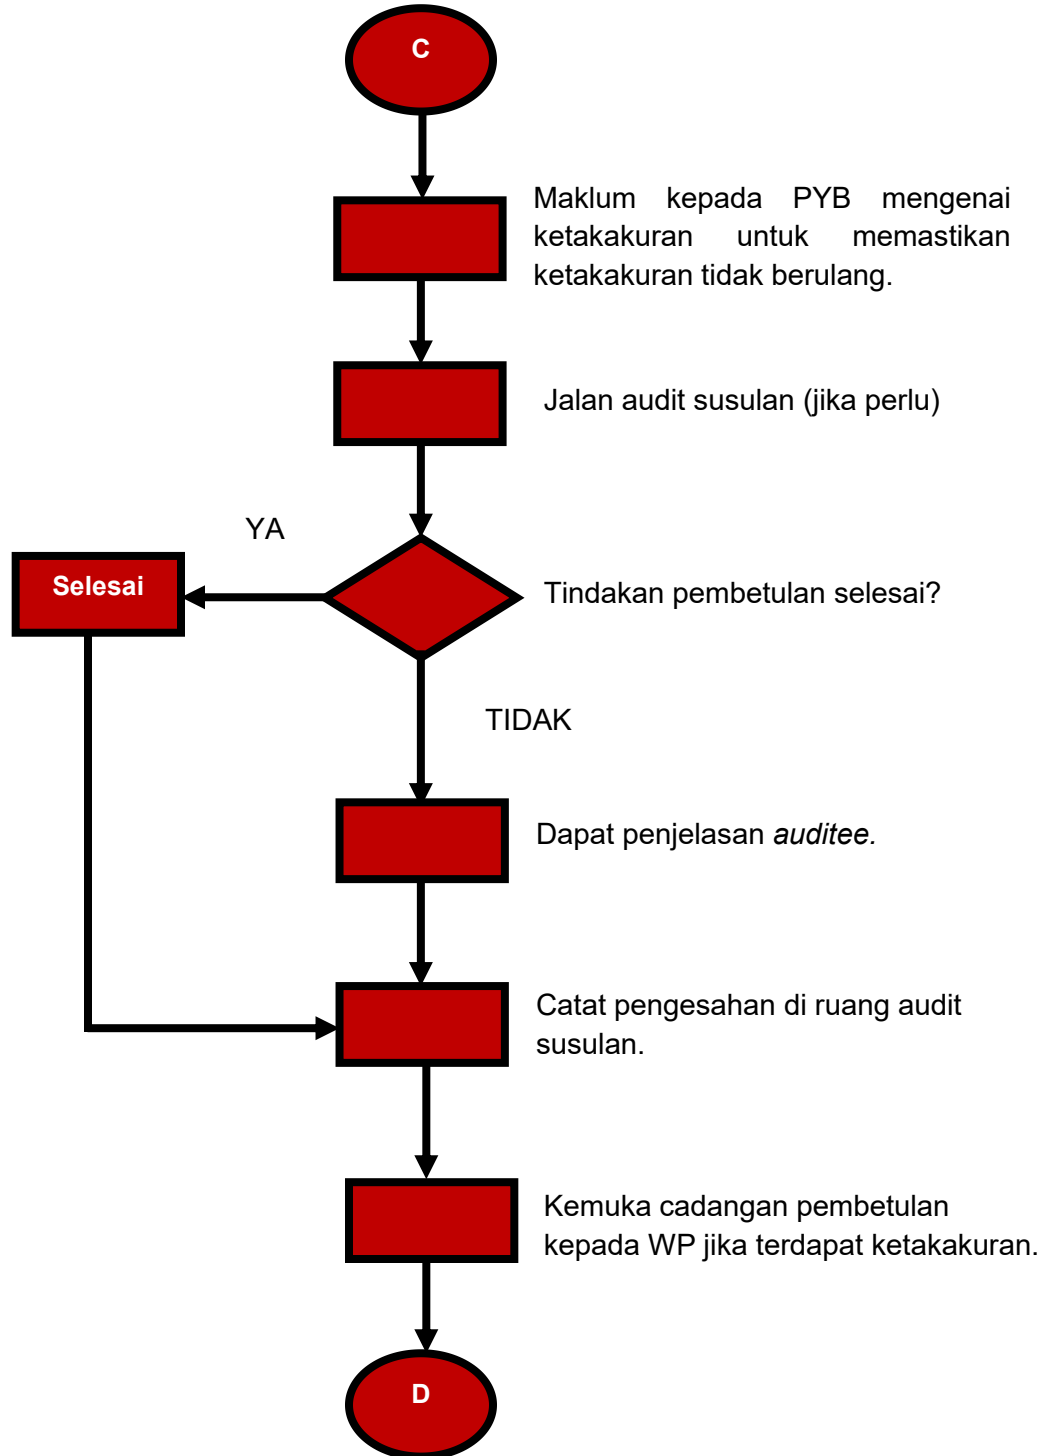 C
Maklum kepada PYB mengenai
ketakakuran untuk memastikan
ketakakuran tidak berulang.
Jalan audit susulan (jika perlu)
YA
Selesai
Tindakan pembetulan selesai?
TIDAK
Dapat penjelasan auditee.
Catat pengesahan di ruang audit
susulan.
Kemuka cadangan pembetulan
kepada WP jika terdapat ketakakuran.
D